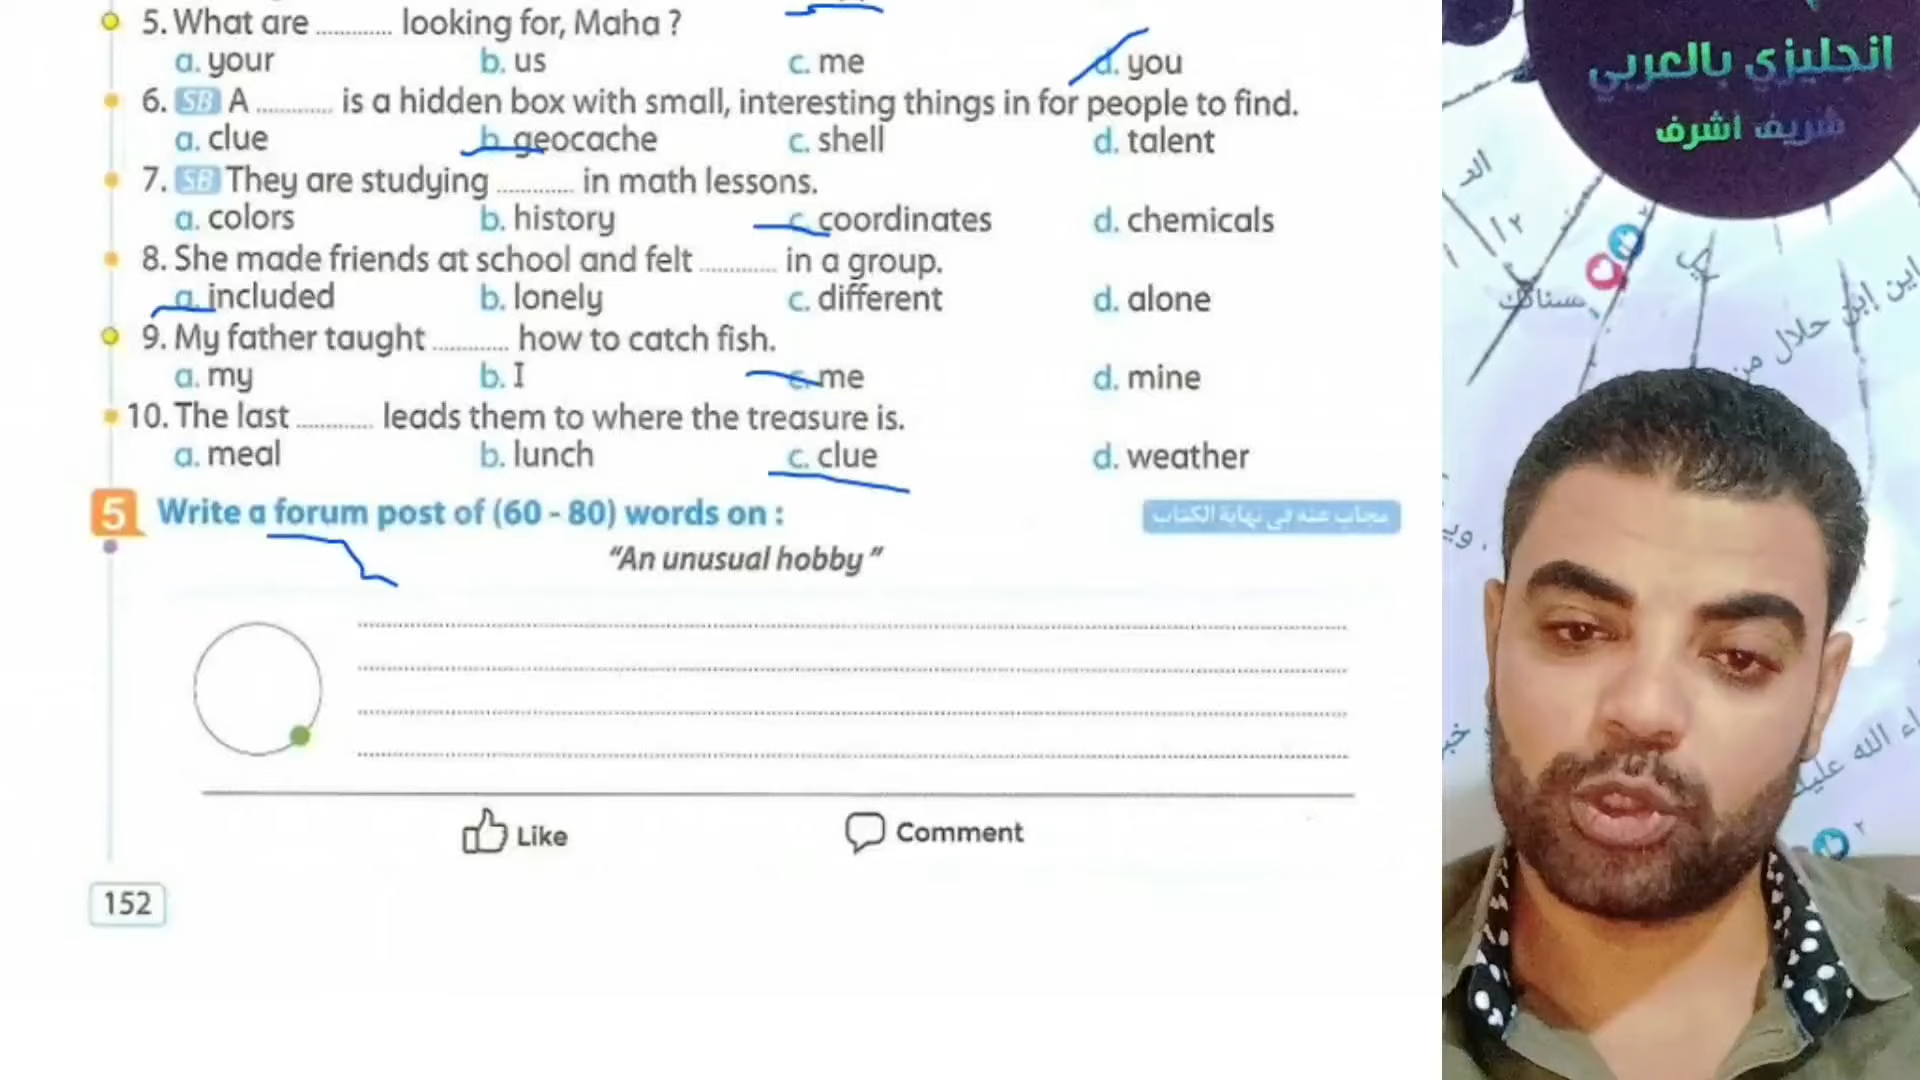 5. What are ............ looking for, Maha ?
a. your b. us c. me d. you
6. SB A ............ is a hidden box with small, interesting things in for people to find.
a. clue b. geocache c. shell d. talent
7. SB They are studying ............ in math lessons.
a. colors b. history c. coordinates d. chemicals
8. She made friends at school and felt ............ in a group.
a. included b. lonely c. different d. alone
9. My father taught ............ how to catch fish.
a. my b. I c. me d. mine
10. The last ............ leads them to where the treasure is.
a. meal b. lunch c. clue d. weather
5 Write a forum post of (60 - 80) words on :
مجاب عنه في نهاية الكتاب
"An unusual hobby"
Like
Comment
152
انجليزي بالعربي
شريف اشرف